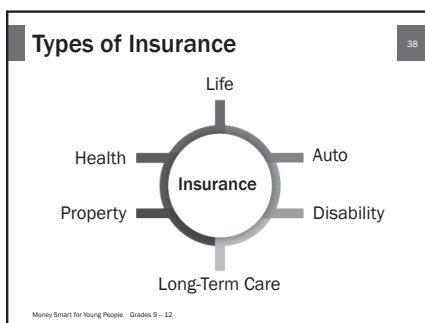 Types of Insurance
38
Life
Health
Auto
Insurance
Property
Disability
Long-Term Care
Money Smart for Young People Grades 9 – 12